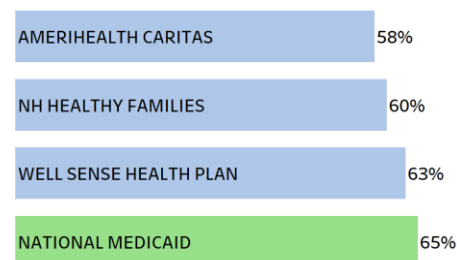 AMERIHEALTH CARITAS 58%
NH HEALTHY FAMILIES 60%
WELL SENSE HEALTH PLAN 63%
NATIONAL MEDICAID 65%